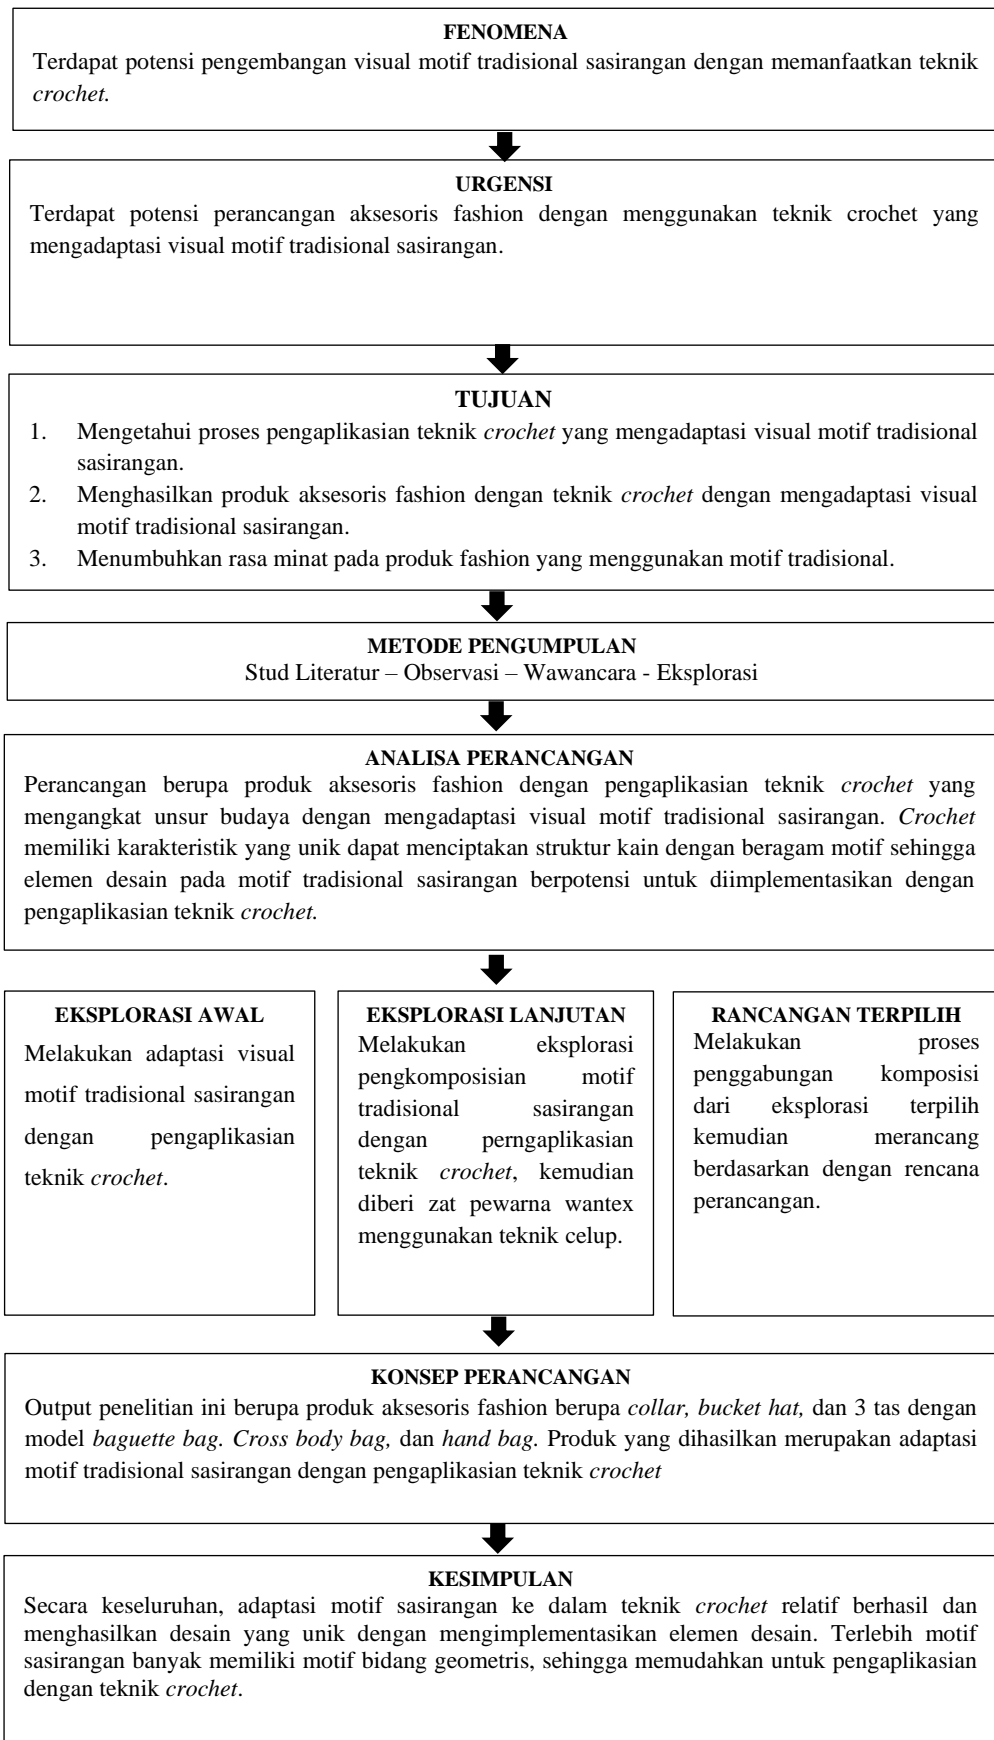 FENOMENA
Terdapat potensi pengembangan visual motif tradisional sasirangan dengan memanfaatkan teknik
crochet.
URGENSI
Terdapat potensi perancangan aksesoris fashion dengan menggunakan teknik crochet yang
mengadaptasi visual motif tradisional sasirangan.
TUJUAN
1. Mengetahui proses pengaplikasian teknik crochet yang mengadaptasi visual motif tradisional
sasirangan.
2. Menghasilkan produk aksesoris fashion dengan teknik crochet dengan mengadaptasi visual
motif tradisional sasirangan.
3. Menumbuhkan rasa minat pada produk fashion yang menggunakan motif tradisional.
METODE PENGUMPULAN
Stud Literatur – Observasi – Wawancara - Eksplorasi
ANALISA PERANCANGAN
Perancangan berupa produk aksesoris fashion dengan pengaplikasian teknik crochet yang
mengangkat unsur budaya dengan mengadaptasi visual motif tradisional sasirangan. Crochet
memiliki karakteristik yang unik dapat menciptakan struktur kain dengan beragam motif sehingga
elemen desain pada motif tradisional sasirangan berpotensi untuk diimplementasikan dengan
pengaplikasian teknik crochet.
EKSPLORASI AWAL
Melakukan adaptasi visual
motif tradisional sasirangan
dengan pengaplikasian
teknik crochet.
EKSPLORASI LANJUTAN
Melakukan eksplorasi
pengkomposisian motif
tradisional sasirangan
dengan perngaplikasian
teknik crochet, kemudian
diberi zat pewarna wantex
menggunakan teknik celup.
RANCANGAN TERPILIH
Melakukan proses
penggabungan komposisi
dari eksplorasi terpilih
kemudian merancang
berdasarkan dengan rencana
perancangan.
KONSEP PERANCANGAN
Output penelitian ini berupa produk aksesoris fashion berupa collar, bucket hat, dan 3 tas dengan
model baguette bag. Cross body bag, dan hand bag. Produk yang dihasilkan merupakan adaptasi
motif tradisional sasirangan dengan pengaplikasian teknik crochet
KESIMPULAN
Secara keseluruhan, adaptasi motif sasirangan ke dalam teknik crochet relatif berhasil dan
menghasilkan desain yang unik dengan mengimplementasikan elemen desain. Terlebih motif
sasirangan banyak memiliki motif bidang geometris, sehingga memudahkan untuk pengaplikasian
dengan teknik crochet.